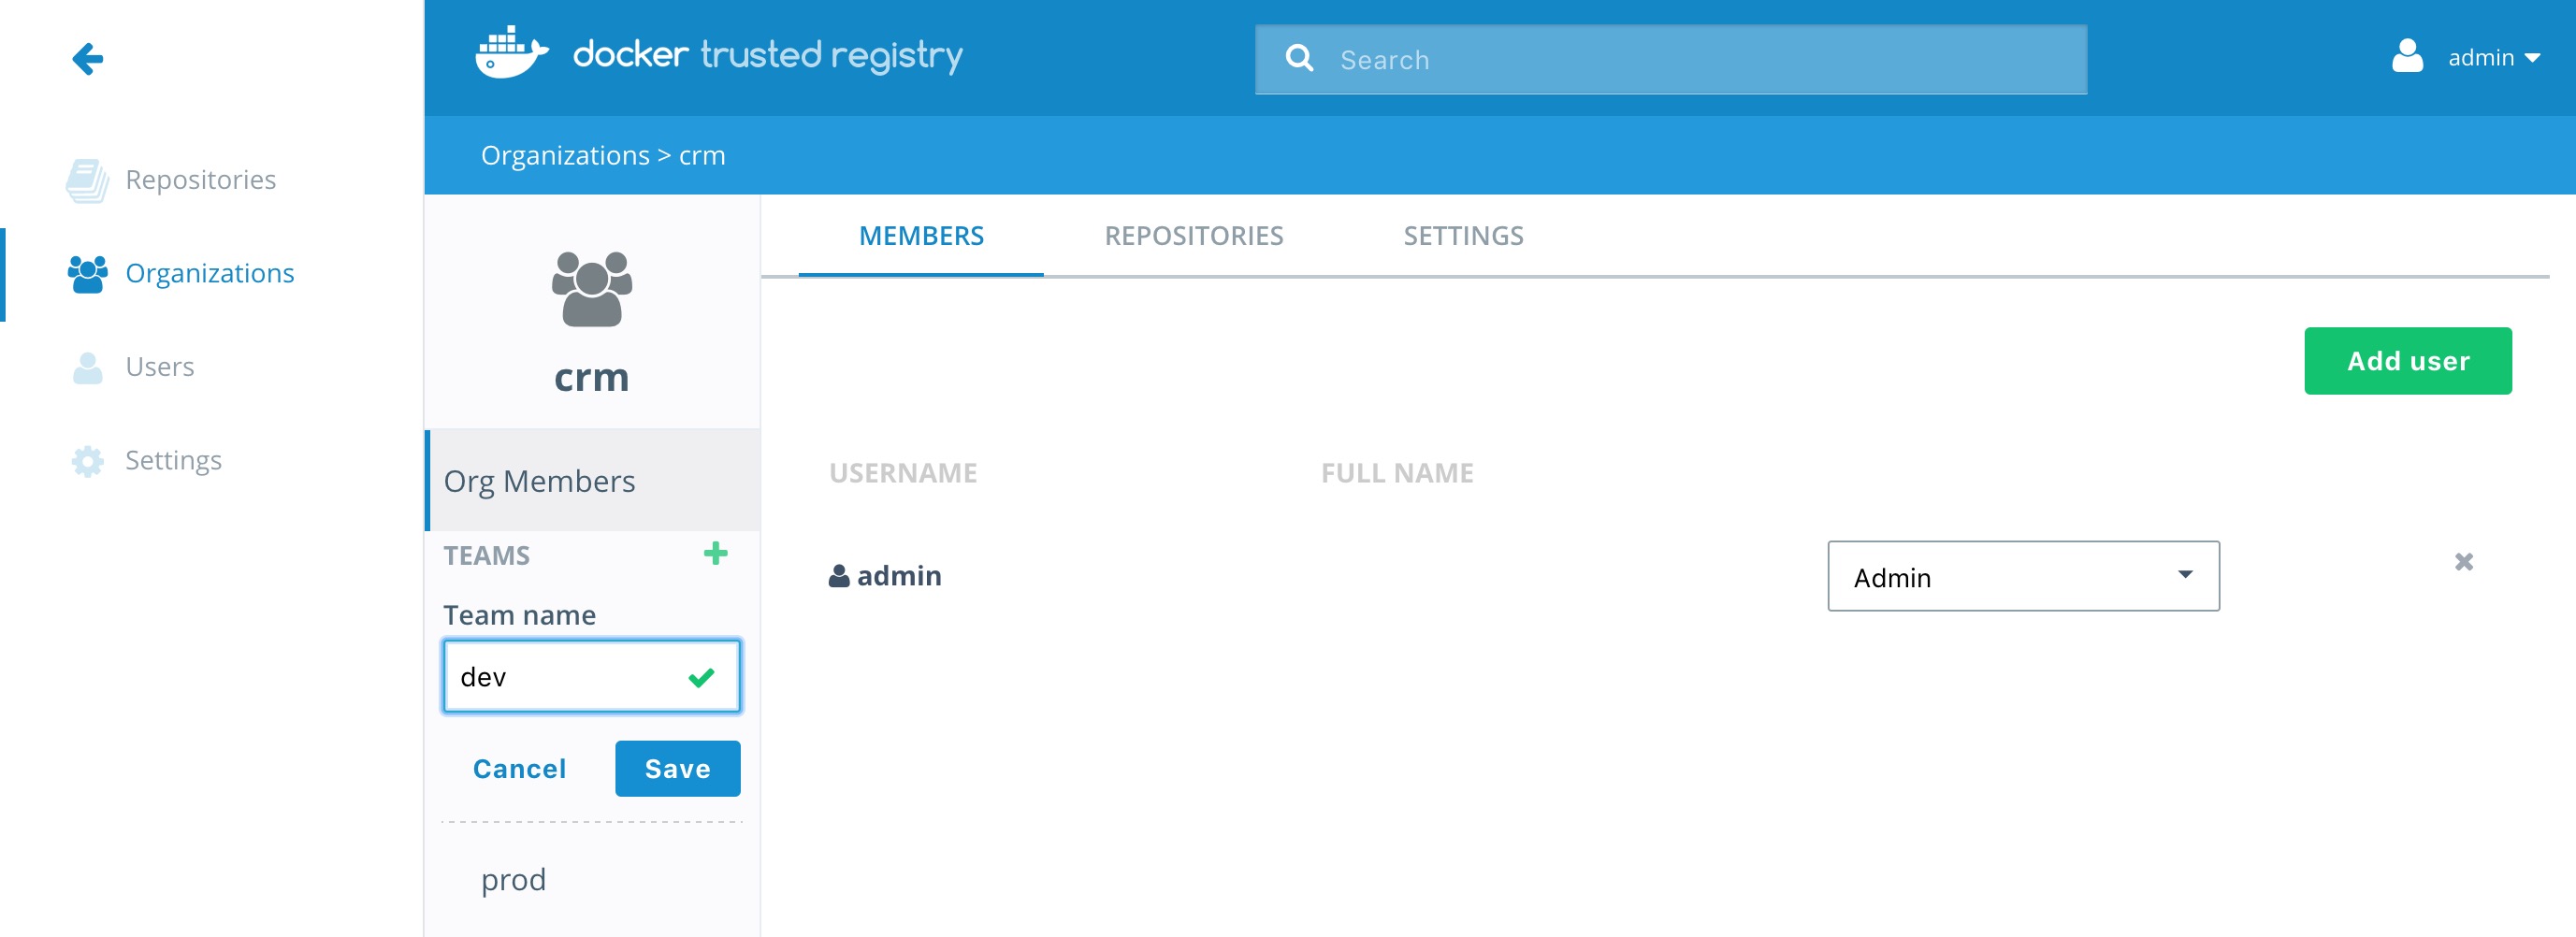 docker trusted registry
Search
admin
Organizations > crm
Repositories
Organizations
Users
Settings
crm
Org Members
TEAMS
Team name
dev
Cancel
Save
prod
MEMBERS
REPOSITORIES
SETTINGS
Add user
USERNAME
FULL NAME
admin
Admin